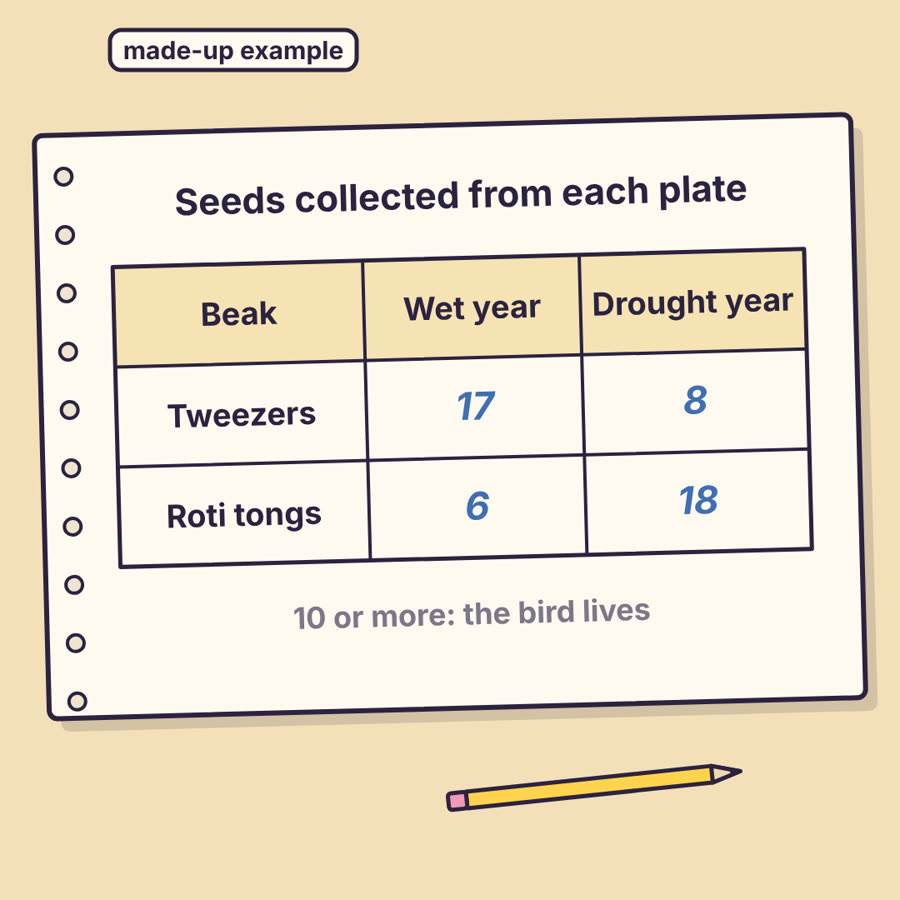 made-up example
Seeds collected from each plate
Beak Wet year Drought year
Tweezers 17 8
Roti tongs 6 18
10 or more: the bird lives